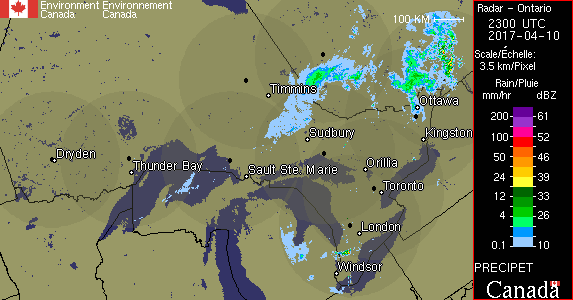 Environment Environnement
Canada Canada
100 KM
Timmins
Ottawa
Sudbury
Kingston
Dryden
Thunder Bay
Sault Ste. Marie
Orillia
Toronto
London
Windsor
Radar - Ontario
2300 UTC
2017-04-10
Scale/Échelle:
3.5 km/Pixel
Rain/Pluie
mm/hr dBZ
200 61
100 56
100 52
50 46
24 39
12 33
4 26
0.1 10
PRECIPET
Canada